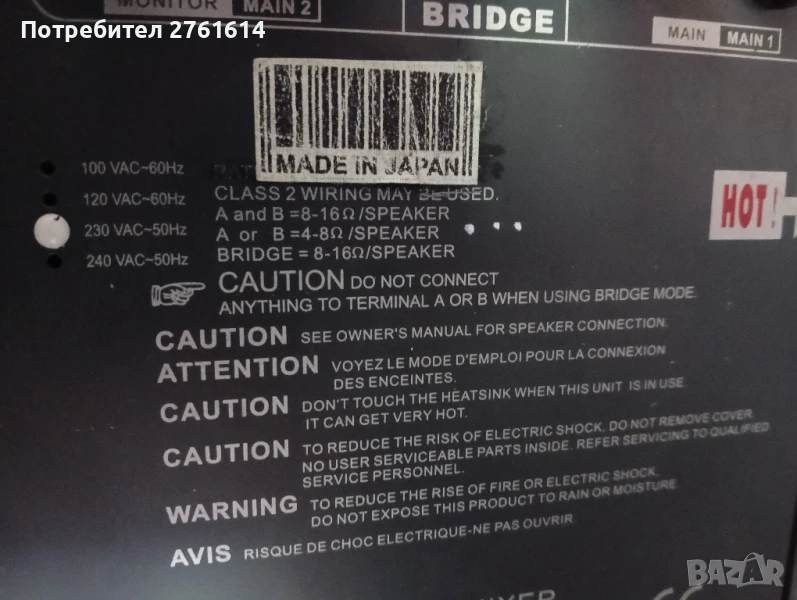 Потребител 2761614
MONITOR MAIN 2
BRIDGE
MAIN MAIN 1
MADE IN JAPAN
100 VAC~60Hz
120 VAC~60Hz
230 VAC~50Hz
240 VAC~50Hz
CLASS 2 WIRING MAY BE USED.
A and B =8-16Ω/SPEAKER
A or B =4-8Ω/SPEAKER
BRIDGE = 8-16Ω/SPEAKER
HOT!
CAUTION DO NOT CONNECT
ANYTHING TO TERMINAL A OR B WHEN USING BRIDGE MODE.
CAUTION SEE OWNER'S MANUAL FOR SPEAKER CONNECTION.
ATTENTION VOYEZ LE MODE D'EMPLOI POUR LA CONNEXION
DES ENCEINTES.
CAUTION DON'T TOUCH THE HEATSINK WHEN THIS UNIT IS IN USE
IT CAN GET VERY HOT.
CAUTION TO REDUCE THE RISK OF ELECTRIC SHOCK, DO NOT REMOVE COVER.
NO USER SERVICEABLE PARTS INSIDE. REFER SERVICING TO QUALIFIED
SERVICE PERSONNEL.
WARNING TO REDUCE THE RISE OF FIRE OR ELECTRIC SHOCK.
DO NOT EXPOSE THIS PRODUCT TO RAIN OR MOISTURE.
AVIS RISQUE DE CHOC ELECTRIQUE-NE PAS OUVRIR.
BAZAR